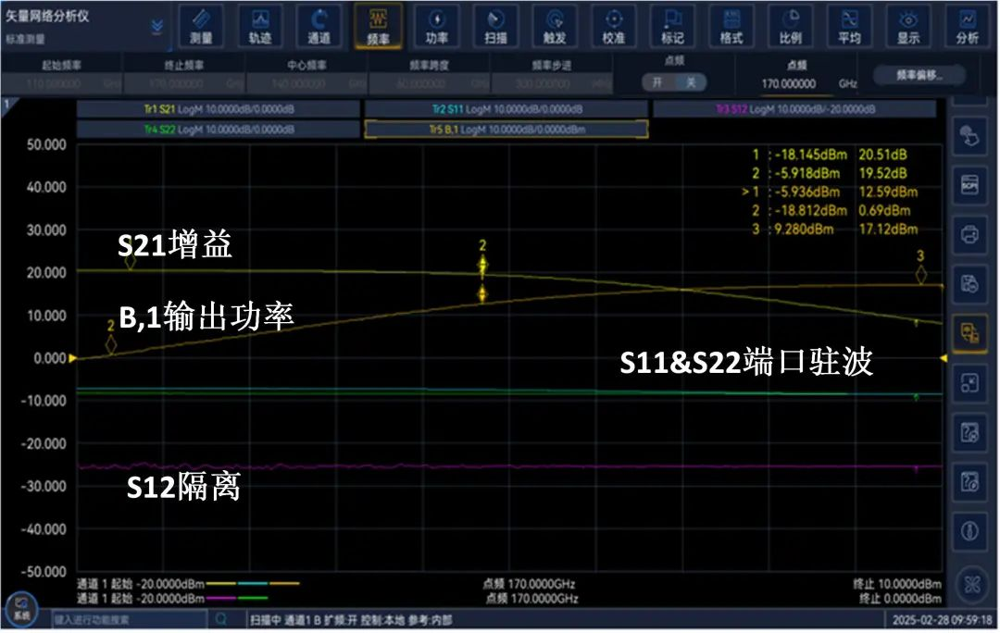 矢量网络分析仪
标准测量
测量 轨迹 通道 频率 功率 扫描 触发 校准 标记 格式 比例 平均 显示 分析
起始频率 终止频率 中心频率 频率跨度 频率步进 点频 点频
110.000000 GHz 170.000000 GHz 140.000000 GHz 60.000000 GHz 300.000000 MHz 开 关 170.000000 GHz 频率偏移...
1 Tr1 S21 LogM 10.0000dB/0.0000dB Tr2 S11 LogM 10.0000dB/0.0000dB Tr3 S12 LogM 10.0000dB/-20.0000dB
Tr4 S22 LogM 10.0000dB/0.0000dB Tr5 B,1 LogM 10.0000dB/0.0000dBm
50.000
1 :-18.145dBm 20.51dB
2 :-5.918dBm 19.52dB
40.000
>1 :-5.936dBm 12.59dBm
2 :-18.812dBm 0.69dBm
3 :9.280dBm 17.12dBm
30.000
S21增益
2
3
20.000
10.000
B,1输出功率
2
0.000
S11&S22端口驻波
-10.000
-20.000
S12隔离
-30.000
-40.000
-50.000
通道 1 起始 -20.0000dBm 点频 170.0000GHz 终止 10.0000dBm
通道 1 起始 -20.0000dBm 点频 170.0000GHz 终止 0.0000dBm
系统 键入进行功能搜索 扫描中 通道1 B 扩频:开 控制:本地 参考:内部 2025-02-28 09:59:18
SCPI